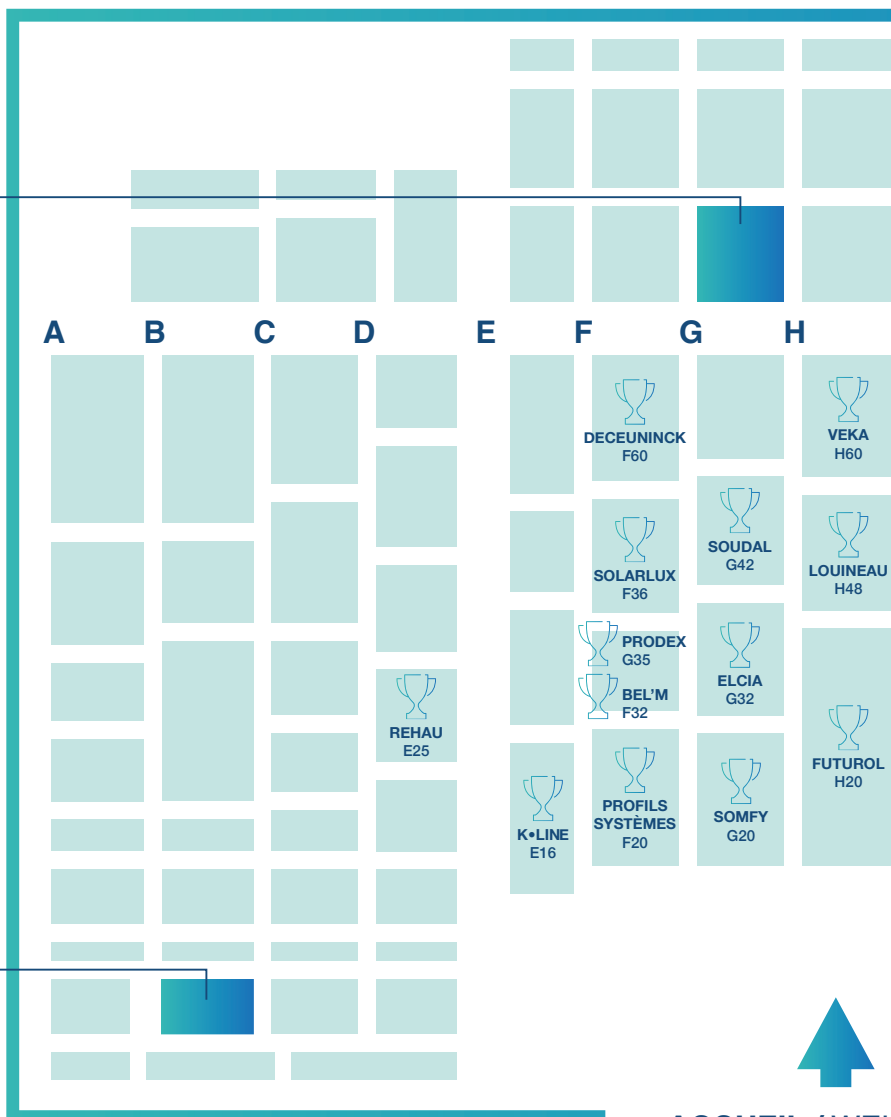 A B C D E F G H
DECEUNINCK
F60
VEKA
H60
SOLARLUX
F36
SOUDAL
G42
LOUINEAU
H48
PRODEX
G35
BEL'M
F32
ELCIA
G32
REHAU
E25
FUTUROL
H20
K•LINE
E16
PROFILS
SYSTÈMES
F20
SOMFY
G20